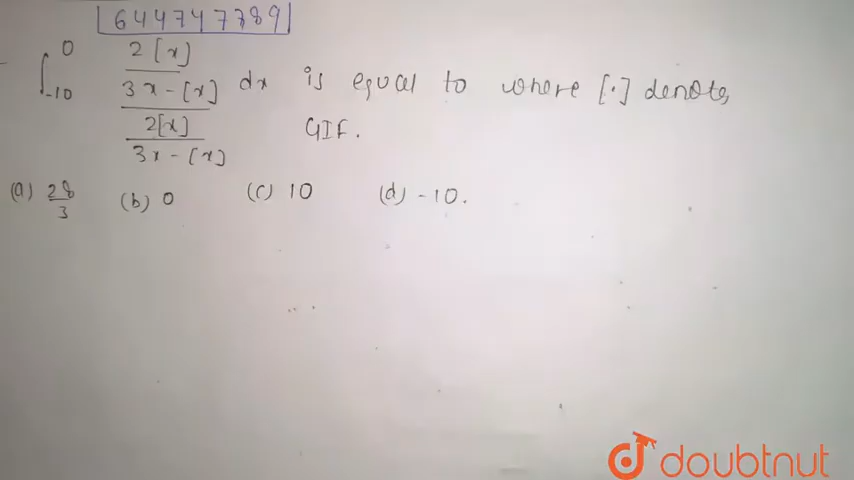 644747389
∫ 0 -10 2[x] / 3x-[x] / 2[x] / 3x-[x] dx is equal to where [.] denote,
GIF.
(a) 28/3 (b) 0 (c) 10 (d) -10.
doubtnut